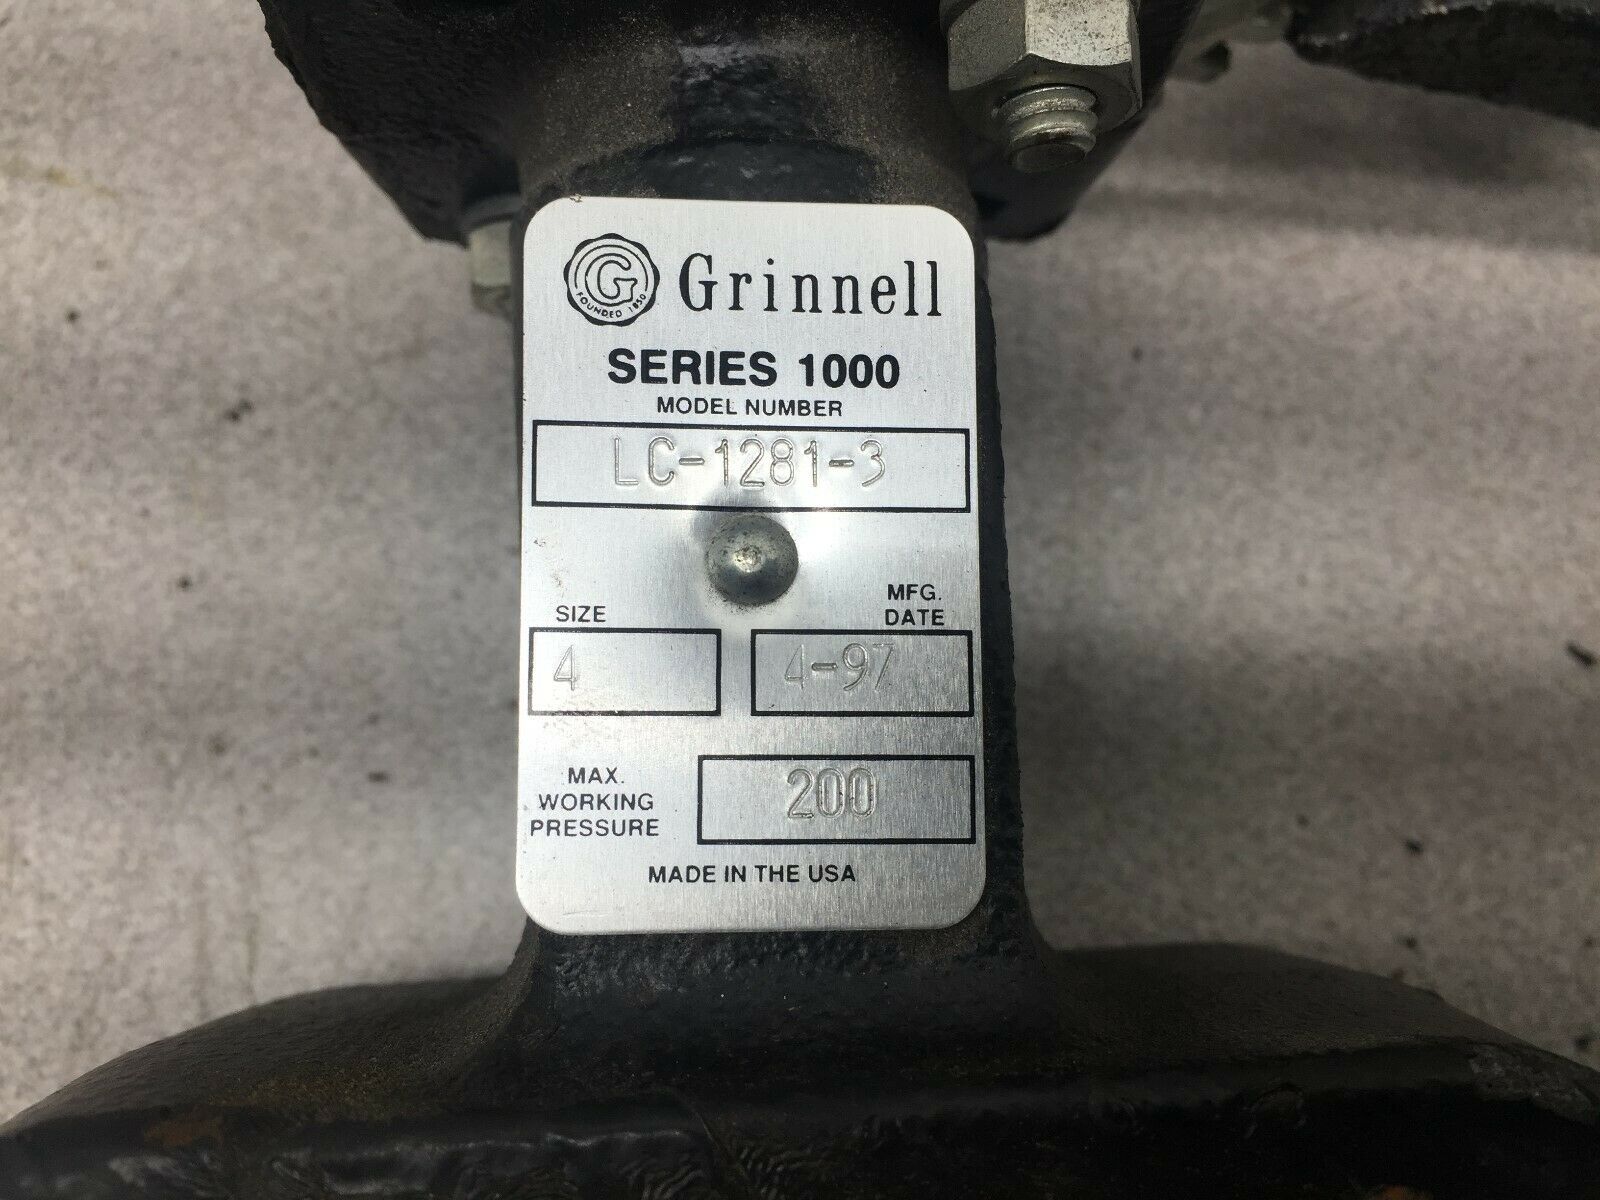 G
FOUNDED 1850
Grinnell
SERIES 1000
MODEL NUMBER
LC-1281-3
SIZE
MFG.
DATE
4
4-97
MAX.
WORKING
PRESSURE
200
MADE IN THE USA